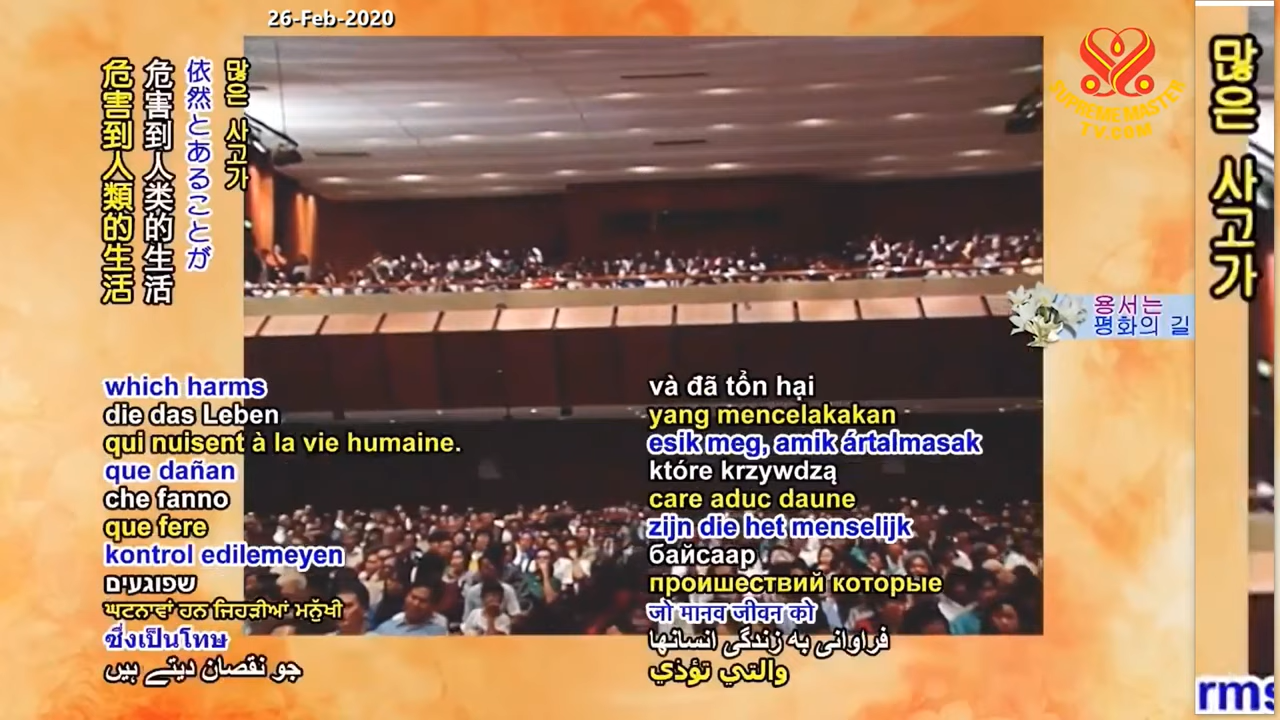 26-Feb-2020
많은 사고가
依然とあることが
危害到人类的生活
危害到人類的生活
SUPREME MASTER
TV.COM
용서는
평화의 길
which harms
die das Leben
qui nuisent à la vie humaine.
que dañan
che fanno
que fere
kontrol edilemeyen
שפוגעים
ਘਟਨਾਵਾਂ ਹਨ ਜਿਹੜੀਆਂ ਮਨੁੱਖੀ
ซึ่งเป็นโทษ
جو نقصان دیتے ہیں
và đã tổn hại
yang mencelakakan
esik meg, amik ártalmasak
które krzywdzą
care aduc daune
zijn die het menselijk
байсаар
проишествий которые
जो मानव जीवन को
فراوانی به زندگی انسانها
والتي تؤذي
많은 사고가
rms